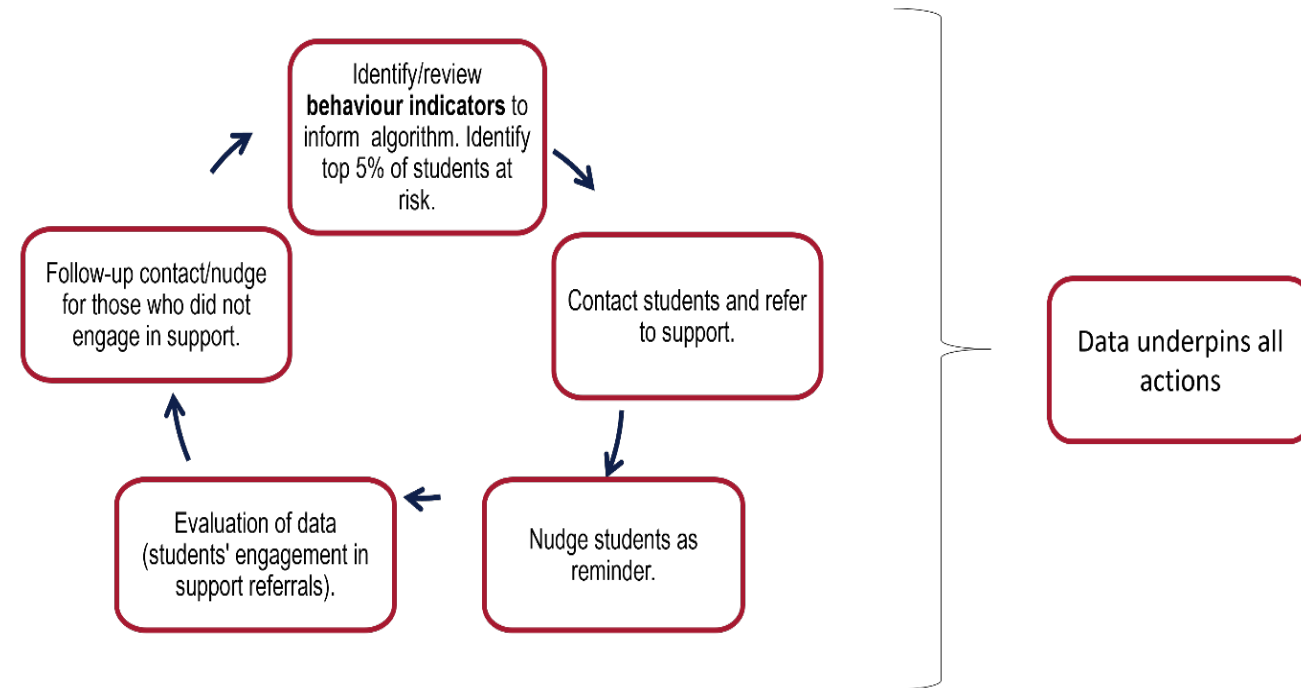 Identify/review
behaviour indicators to
inform algorithm. Identify
top 5% of students at
risk.
Contact students and refer
to support.
Nudge students as
reminder.
Evaluation of data
(students' engagement in
support referrals).
Follow-up contact/nudge
for those who did not
engage in support.
Data underpins all
actions